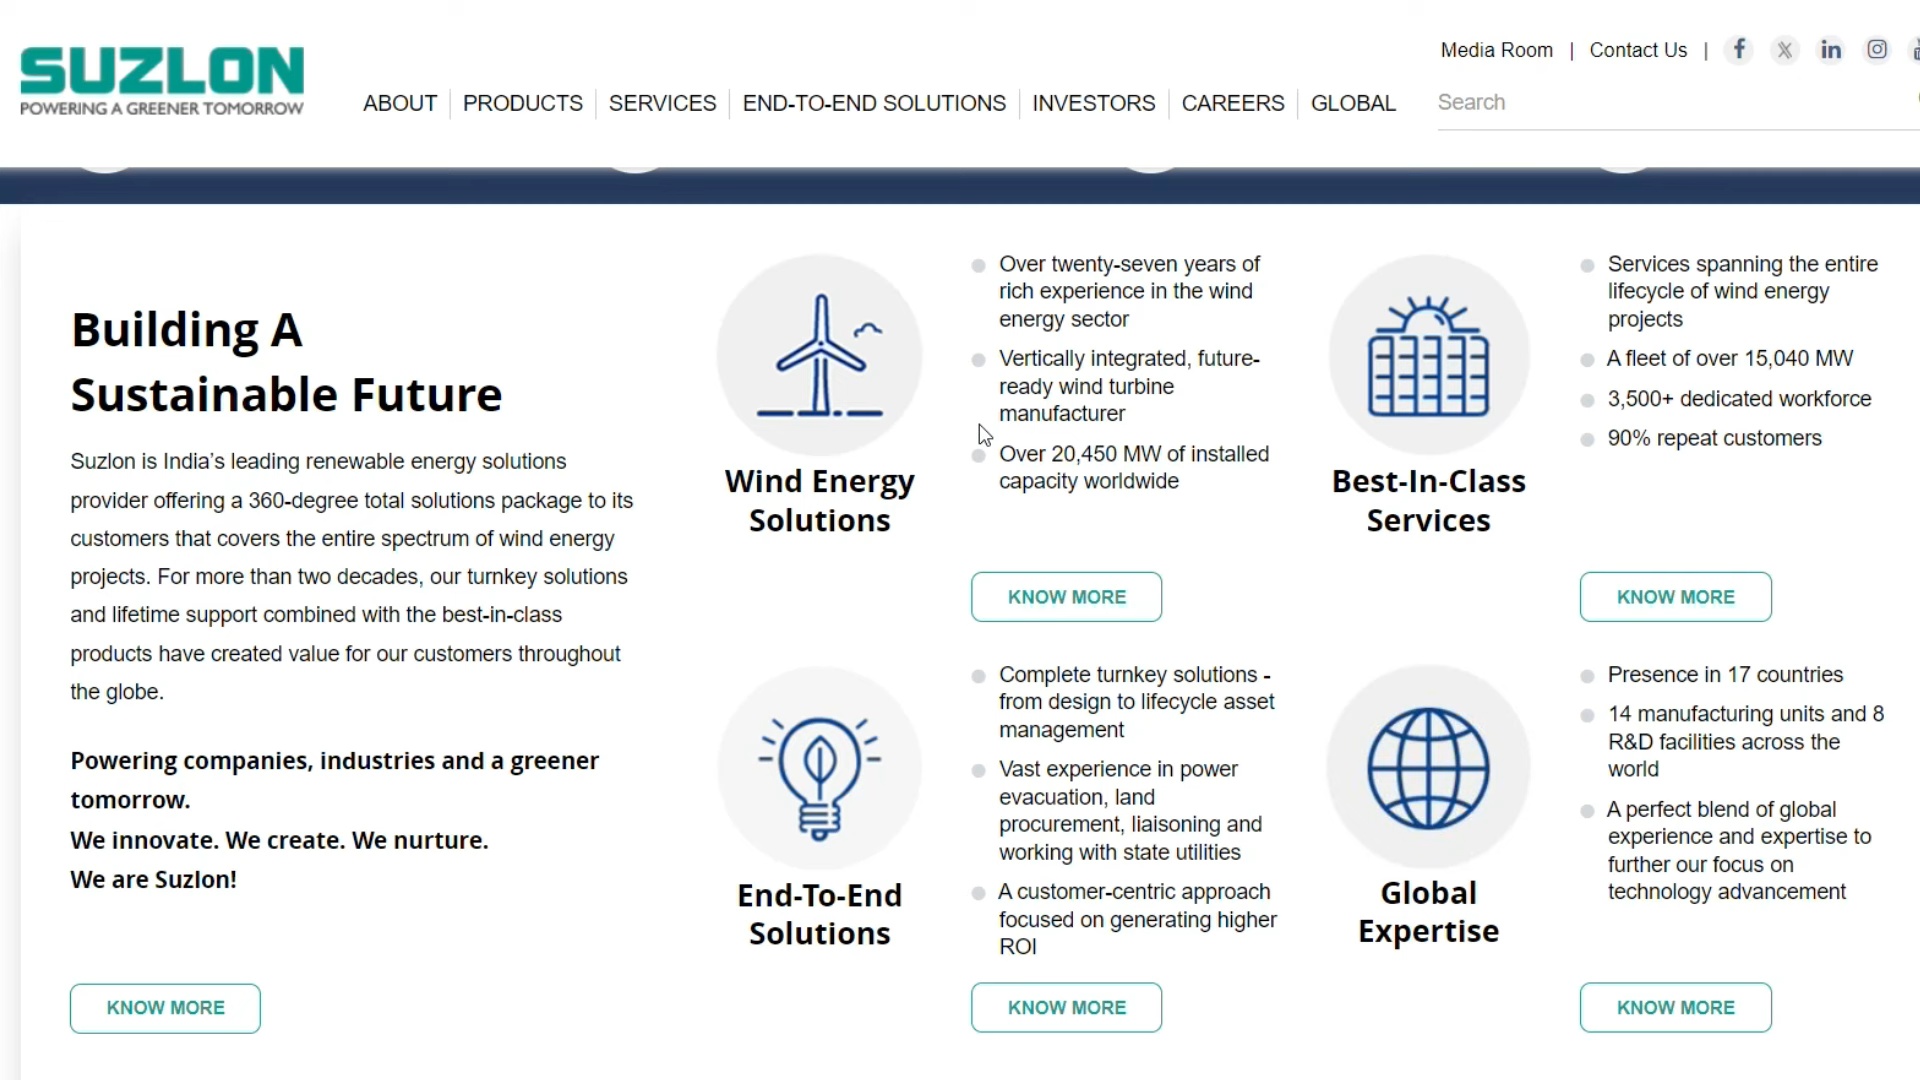 SUZLON
POWERING A GREENER TOMORROW
Media Room | Contact Us |
ABOUT PRODUCTS SERVICES END-TO-END SOLUTIONS INVESTORS CAREERS GLOBAL
Search
Building A
Sustainable Future
Suzlon is India’s leading renewable energy solutions
provider offering a 360-degree total solutions package to its
customers that covers the entire spectrum of wind energy
projects. For more than two decades, our turnkey solutions
and lifetime support combined with the best-in-class
products have created value for our customers throughout
the globe.
Powering companies, industries and a greener
tomorrow.
We innovate. We create. We nurture.
We are Suzlon!
KNOW MORE
Wind Energy
Solutions
Over twenty-seven years of
rich experience in the wind
energy sector
Vertically integrated, future-
ready wind turbine
manufacturer
Over 20,450 MW of installed
capacity worldwide
KNOW MORE
Best-In-Class
Services
Services spanning the entire
lifecycle of wind energy
projects
A fleet of over 15,040 MW
3,500+ dedicated workforce
90% repeat customers
KNOW MORE
End-To-End
Solutions
Complete turnkey solutions -
from design to lifecycle asset
management
Vast experience in power
evacuation, land
procurement, liaisoning and
working with state utilities
A customer-centric approach
focused on generating higher
ROI
KNOW MORE
Global
Expertise
Presence in 17 countries
14 manufacturing units and 8
R&D facilities across the
world
A perfect blend of global
experience and expertise to
further our focus on
technology advancement
KNOW MORE